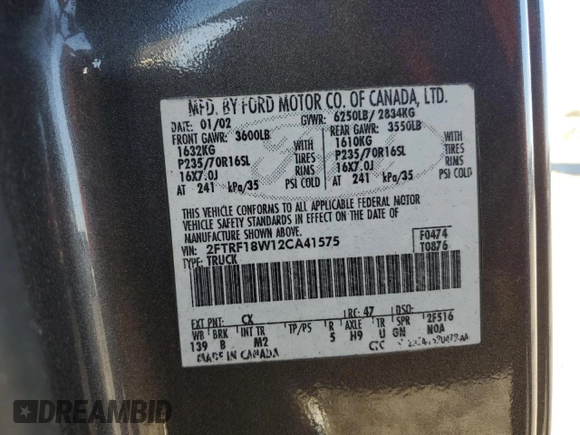 MFD. BY FORD MOTOR CO. OF CANADA, LTD.
DATE: 01/02 GVWR: 6250LB/ 2834KG
FRONT GAWR: 3600LB REAR GAWR: 3550LB
1632KG 1610KG
P235/70R16SL TIRES P235/70R16SL TIRES
16X7.0J RIMS 16X7.0J RIMS
AT 241 kPa/35 PSI COLD AT 241 kPa/35 PSI COLD
THIS VEHICLE CONFORMS TO ALL APPLICABLE FEDERAL MOTOR
VEHICLE SAFETY STANDARDS IN EFFECT ON THE DATE OF
MANUFACTURE SHOWN ABOVE.
VIN: 2FTRF18W12CA41575 F0474
TYPE: TRUCK T0876
EXT PNT: CX RC: 47 DSO:
WB BRK INT TR TP/PS R AXLE TR SPR 2F516
139 B M2 5 H9 U GN NOA
MADE IN CANADA
DREAMBID